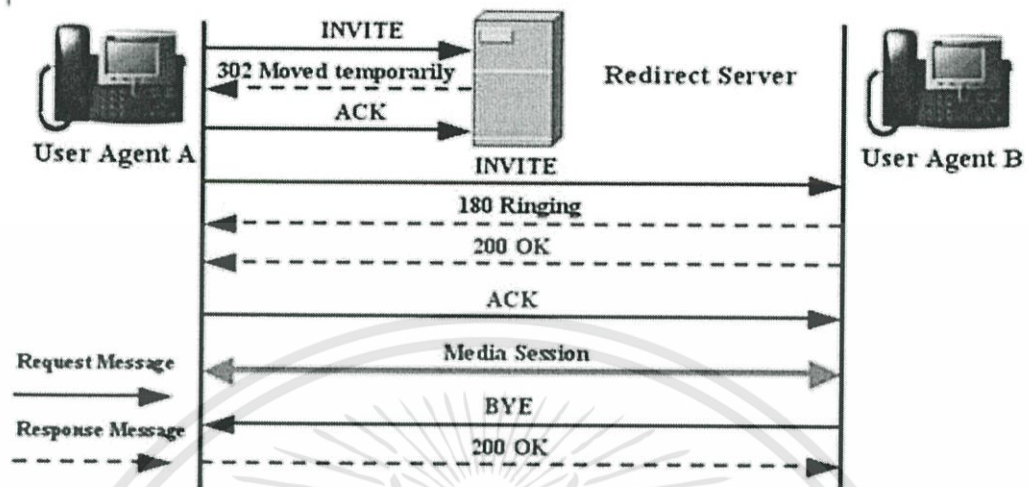 INVITE
302 Moved temporarily
Redirect Server
ACK
User Agent A
User Agent B
INVITE
180 Ringing
200 OK
ACK
Media Session
Request Message
BYE
Response Message
200 OK